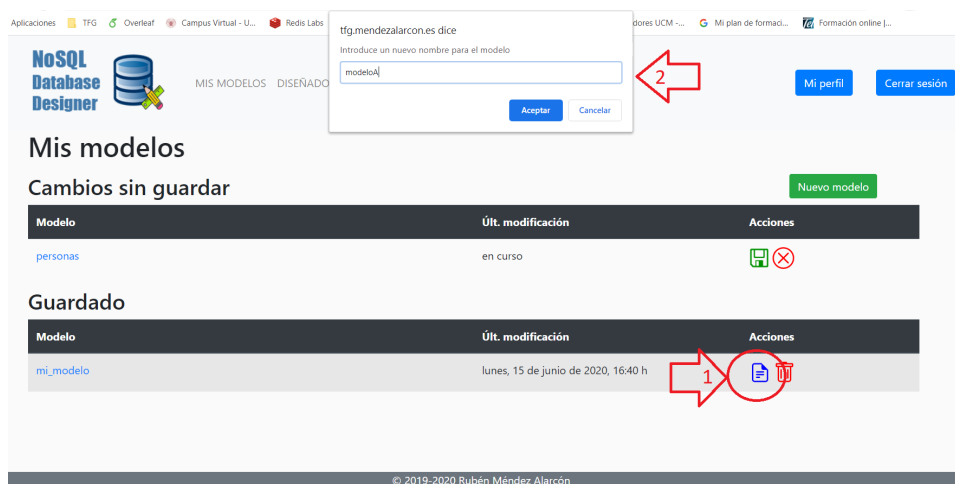 Aplicaciones TFG Overleaf Campus Virtual - U... Redis Labs dores UCM -... Mi plan de formaci... Formación online |...
tfg.mendezalarcon.es dice
Introduce un nuevo nombre para el modelo
modeloA
2
Aceptar Cancelar
NoSQL
Database
Designer
MIS MODELOS DISEÑADO
Mi perfil Cerrar sesión
Mis modelos
Cambios sin guardar
Nuevo modelo
Modelo Últ. modificación Acciones
personas en curso
Guardado
Modelo Últ. modificación Acciones
mi_modelo lunes, 15 de junio de 2020, 16:40 h
1
© 2019-2020 Rubén Méndez Alarcón